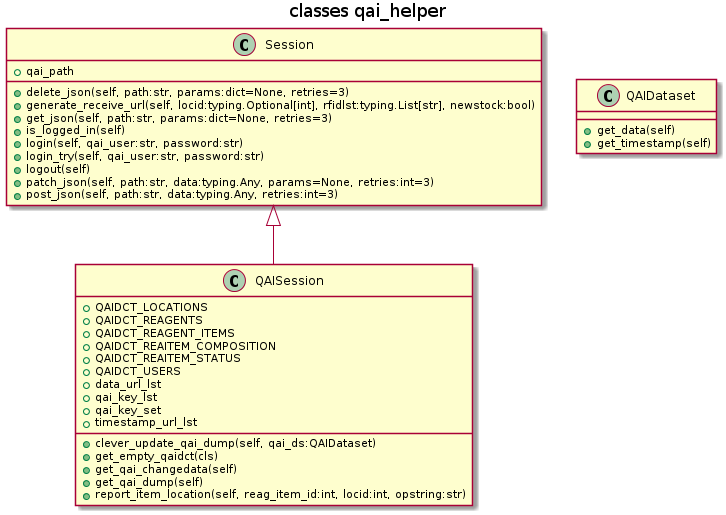 classes qai_helper
C Session
qai_path
delete_json(self, path:str, params:dict=None, retries=3)
generate_receive_url(self, locid:typing.Optional[int], rfidlst:typing.List[str], newstock:bool)
get_json(self, path:str, params:dict=None, retries=3)
is_logged_in(self)
login(self, qai_user:str, password:str)
login_try(self, qai_user:str, password:str)
logout(self)
patch_json(self, path:str, data:typing.Any, params=None, retries:int=3)
post_json(self, path:str, data:typing.Any, retries:int=3)
C QAIDataset
get_data(self)
get_timestamp(self)
C QAISession
QAIDCT_LOCATIONS
QAIDCT_REAGENTS
QAIDCT_REAGENT_ITEMS
QAIDCT_REAITEM_COMPOSITION
QAIDCT_REAITEM_STATUS
QAIDCT_USERS
data_url_lst
qai_key_lst
qai_key_set
timestamp_url_lst
clever_update_qai_dump(self, qai_ds:QAIDataset)
get_empty_qaidct(cls)
get_qai_changedata(self)
get_qai_dump(self)
report_item_location(self, reag_item_id:int, locid:int, opstring:str)